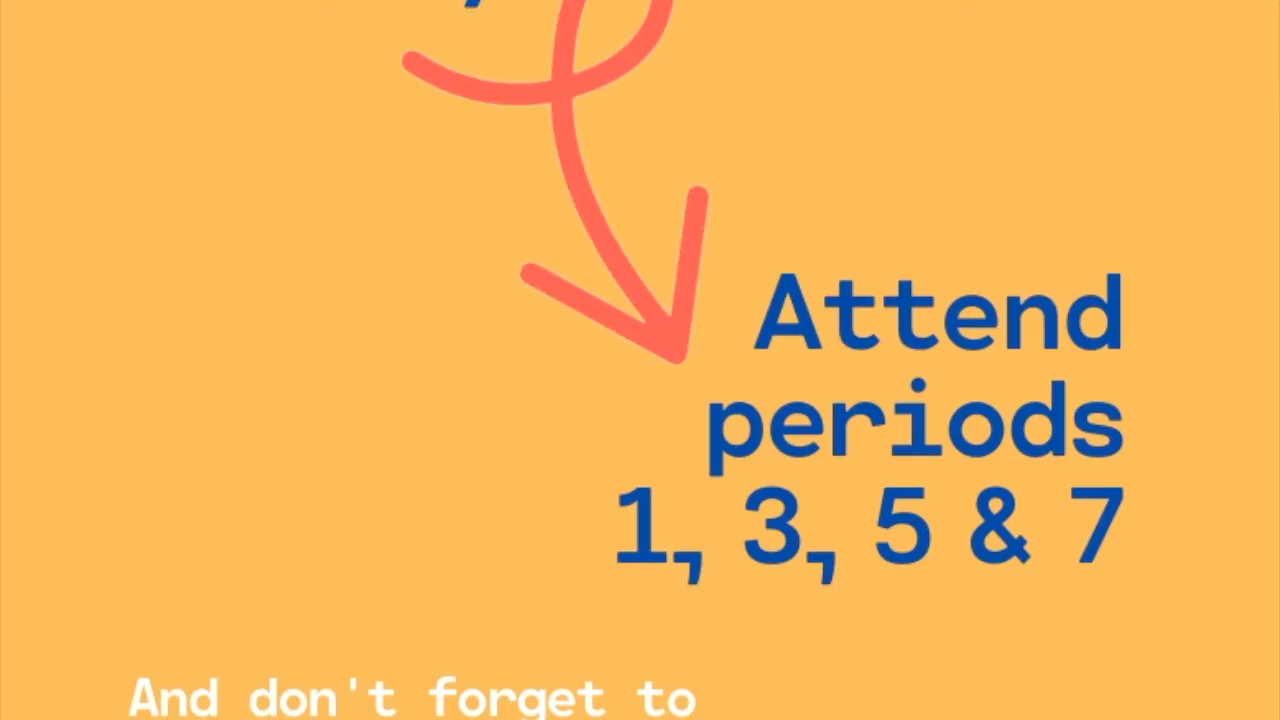 Attend
periods
1, 3, 5 & 7
And don't forget to